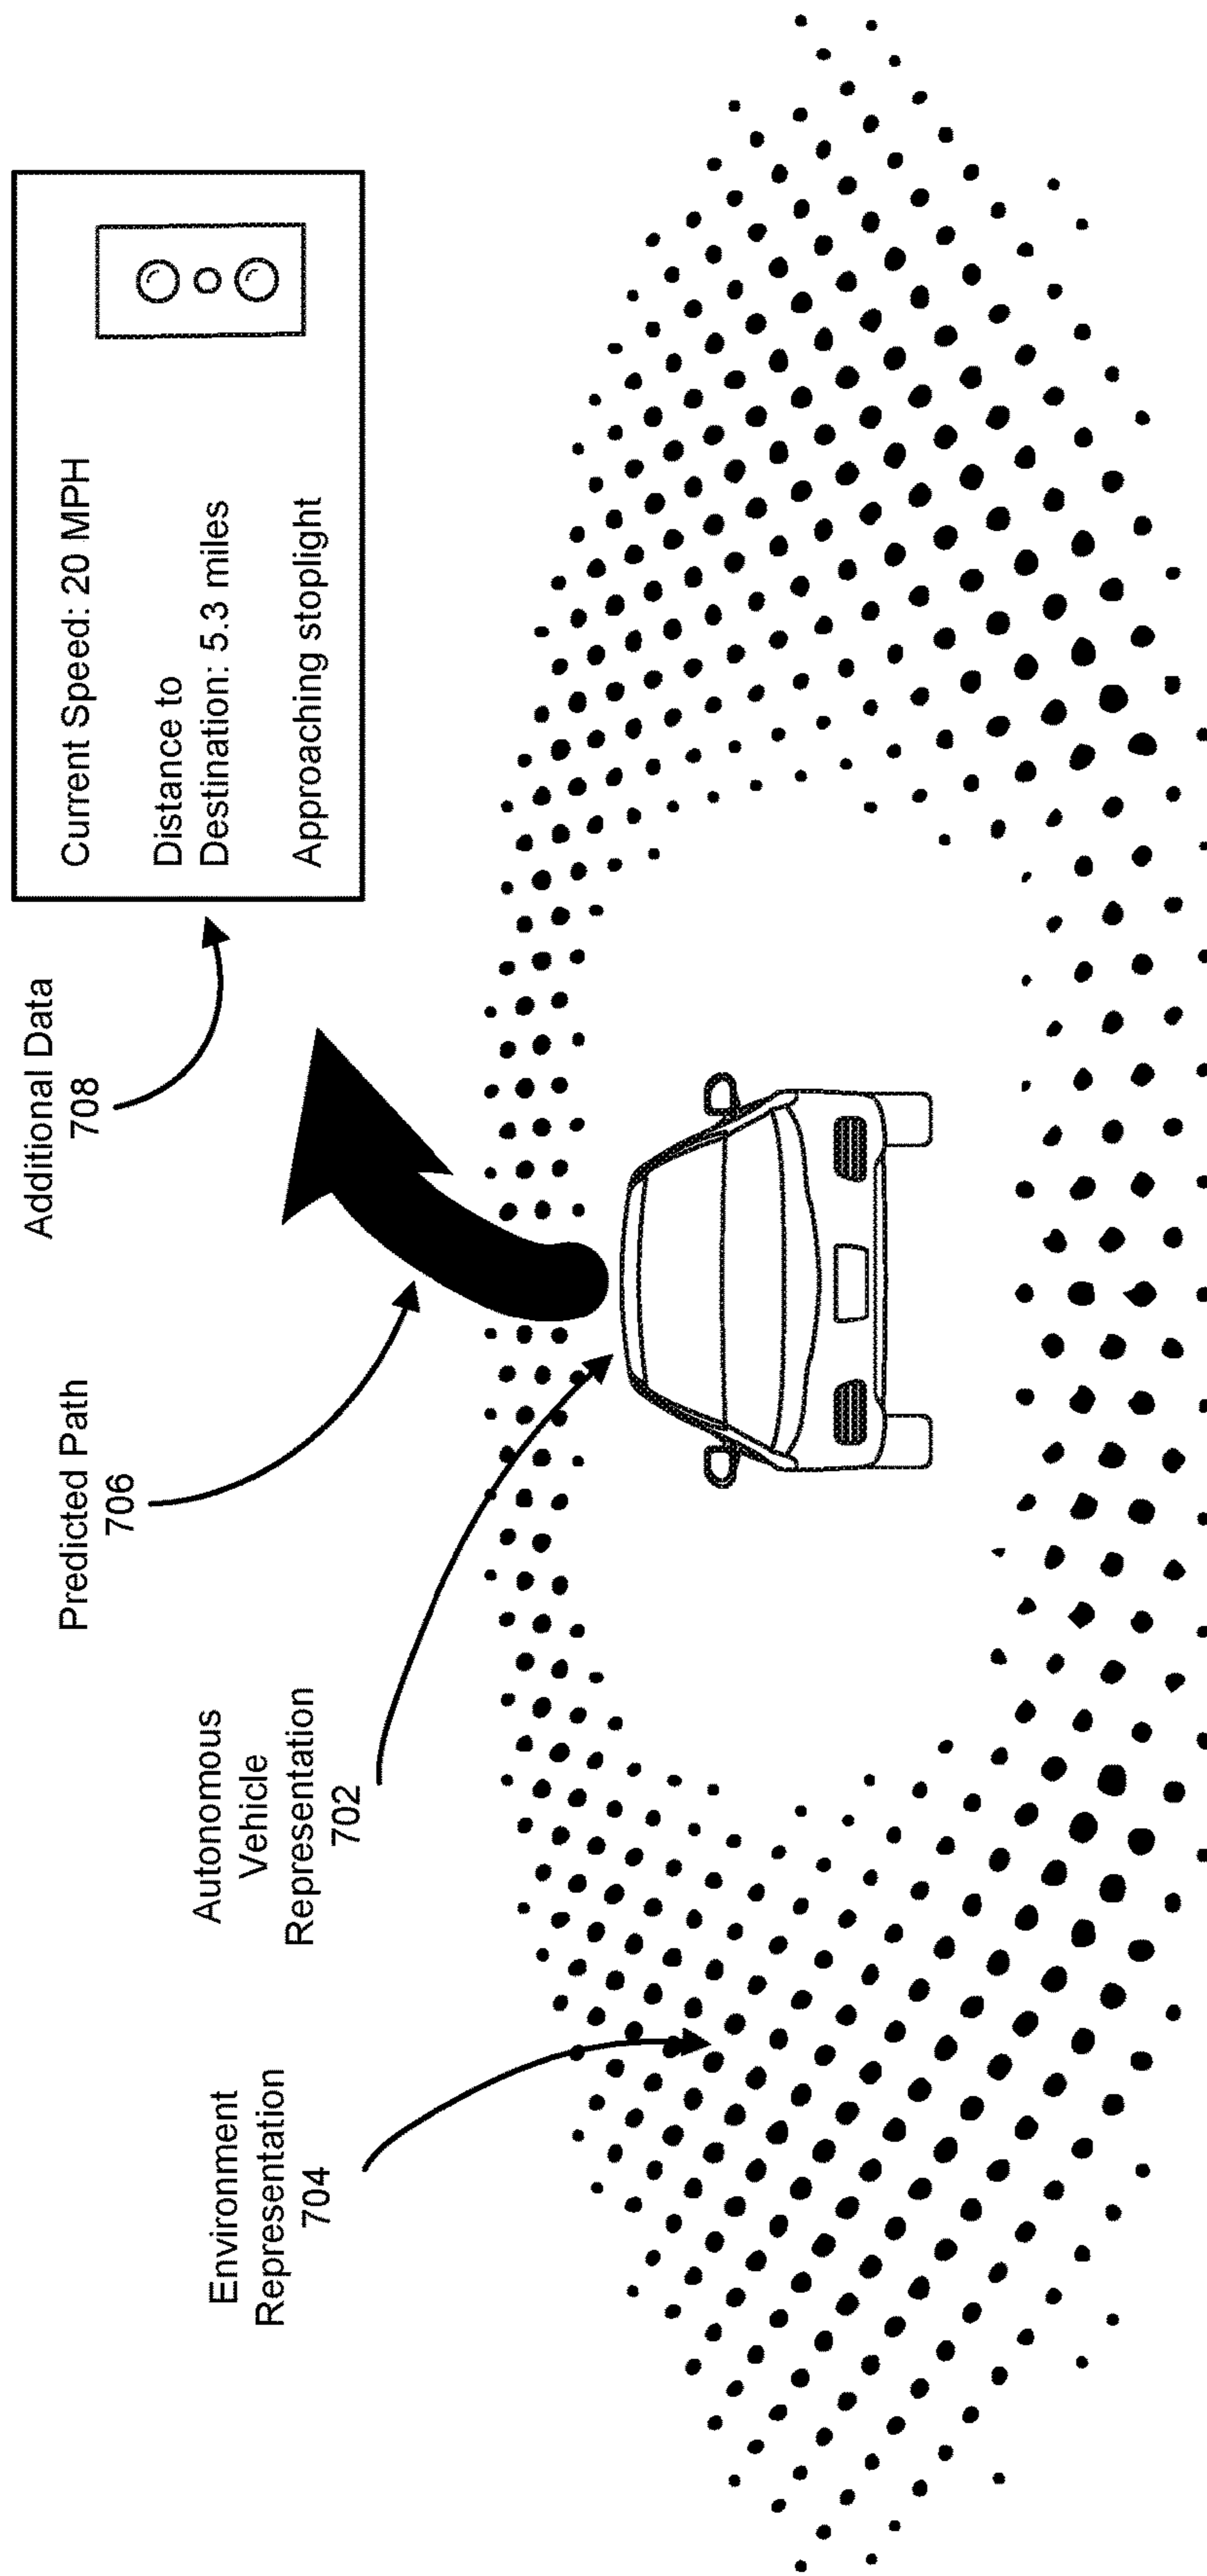 Environment
Representation
704
Autonomous
Vehicle
Representation
702
Predicted Path
706
Additional Data
708
Current Speed: 20 MPH
Distance to
Destination: 5.3 miles
Approaching stoplight